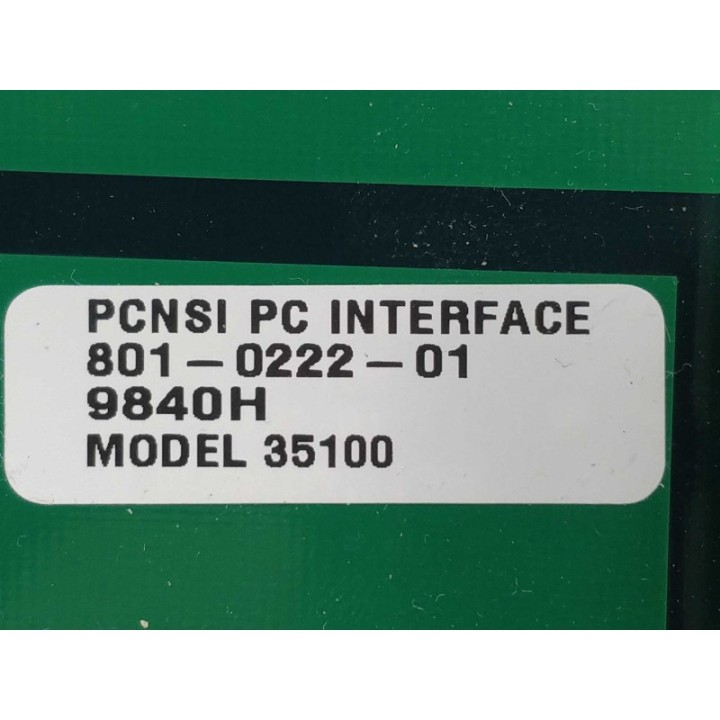 PCNSI PC INTERFACE
801-0222-01
9840H
MODEL 35100